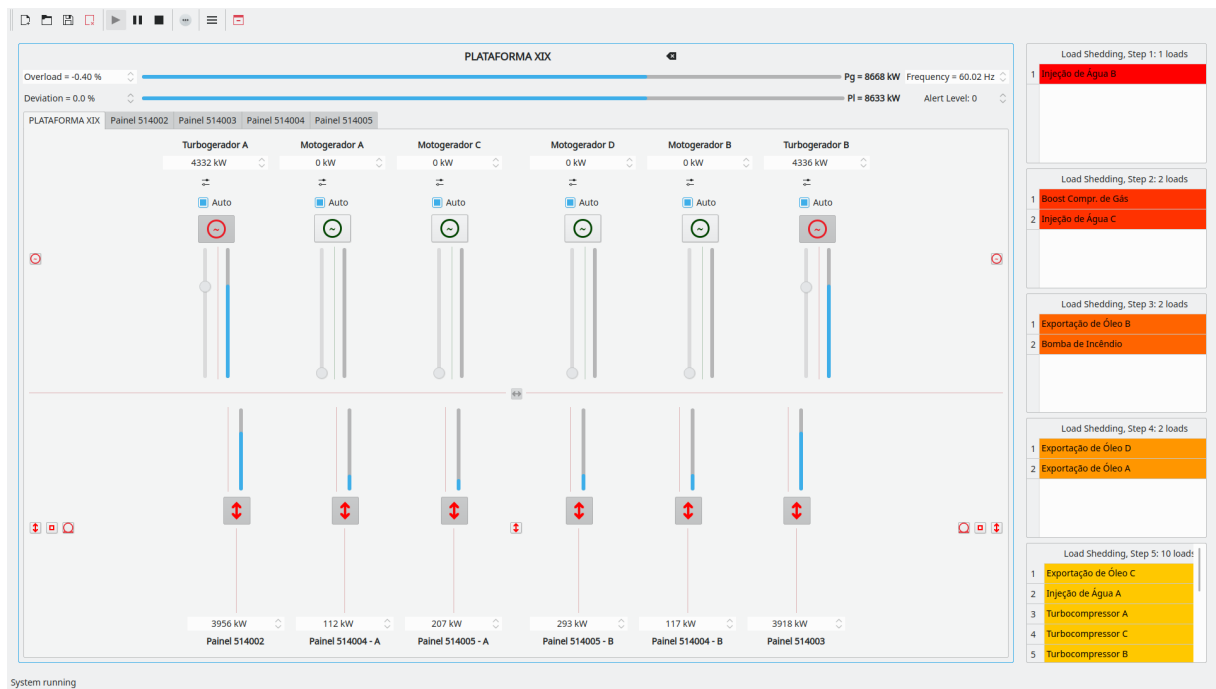 PLATAFORMA XIX
Overload = -0.40 %
Pg = 8668 kW
Frequency = 60.02 Hz
Deviation = 0.0 %
Pl = 8633 kW
Alert Level: 0
PLATAFORMA XIX Painel 514002 Painel 514003 Painel 514004 Painel 514005
Turbogerador A Motogerador A Motogerador C Motogerador D Motogerador B Turbogerador B
4332 kW 0 kW 0 kW 0 kW 0 kW 4336 kW
Auto Auto Auto Auto Auto Auto
3956 kW 112 kW 207 kW 293 kW 117 kW 3918 kW
Painel 514002 Painel 514004 - A Painel 514005 - A Painel 514005 - B Painel 514004 - B Painel 514003
Load Shedding, Step 1: 1 loads
1 Injeção de Água B
Load Shedding, Step 2: 2 loads
1 Boost Compr. de Gás
2 Injeção de Água C
Load Shedding, Step 3: 2 loads
1 Exportação de Óleo B
2 Bomba de Incêndio
Load Shedding, Step 4: 2 loads
1 Exportação de Óleo D
2 Exportação de Óleo A
Load Shedding, Step 5: 10 loads
1 Exportação de Óleo C
2 Injeção de Água A
3 Turbocompressor A
4 Turbocompressor C
5 Turbocompressor B
System running